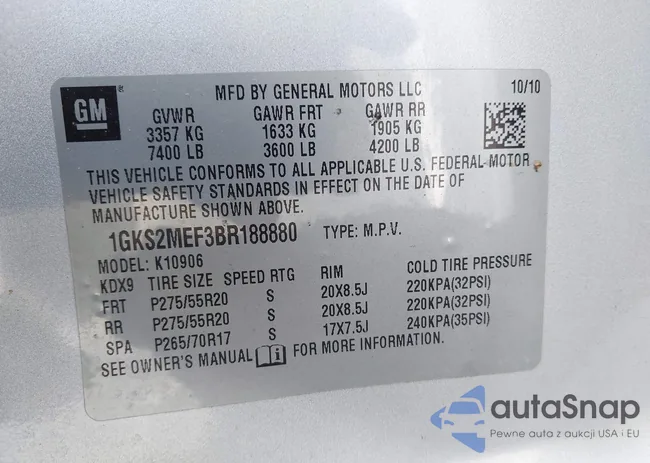 GM
MFD BY GENERAL MOTORS LLC 10/10
GVWR GAWR FRT GAWR RR
3357 KG 1633 KG 1905 KG
7400 LB 3600 LB 4200 LB
THIS VEHICLE CONFORMS TO ALL APPLICABLE U.S. FEDERAL MOTOR
VEHICLE SAFETY STANDARDS IN EFFECT ON THE DATE OF
MANUFACTURE SHOWN ABOVE.
1GKS2MEF3BR188880 TYPE: M.P.V.
MODEL: K10906
KDX9 TIRE SIZE SPEED RTG RIM COLD TIRE PRESSURE
FRT P275/55R20 S 20X8.5J 220KPA(32PSI)
RR P275/55R20 S 20X8.5J 220KPA(32PSI)
SPA P265/70R17 S 17X7.5J 240KPA(35PSI)
SEE OWNER'S MANUAL i FOR MORE INFORMATION.
autaSnap
Pewne auta z aukcji USA i EU